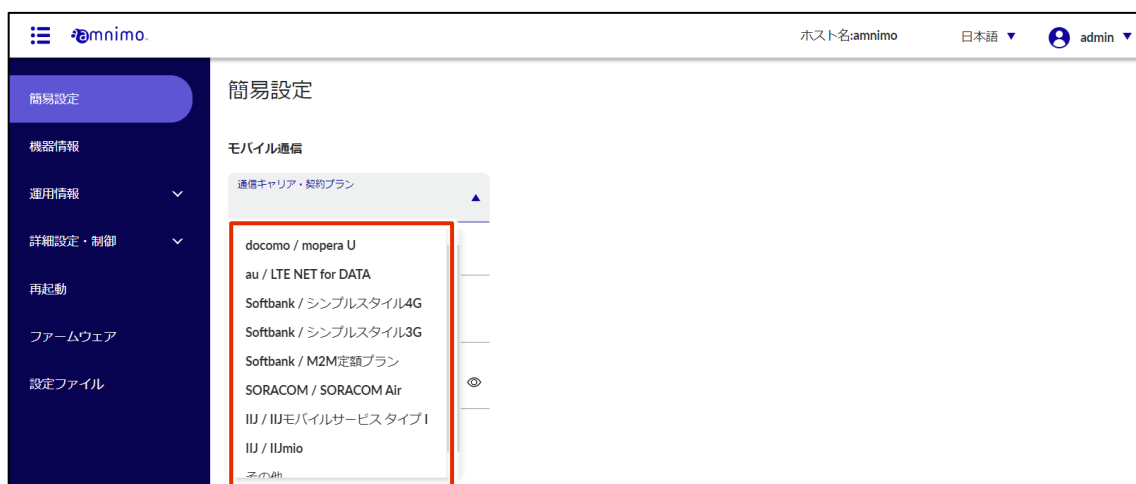 amnimo.
ホスト名:amnimo
日本語
admin
簡易設定
機器情報
運用情報
詳細設定・制御
再起動
ファームウェア
設定ファイル
簡易設定
モバイル通信
通信キャリア・契約プラン
docomo / mopera U
au / LTE NET for DATA
Softbank / シンプルスタイル4G
Softbank / シンプルスタイル3G
Softbank / M2M定額プラン
SORACOM / SORACOM Air
IIJ / IIJモバイルサービス タイプ I
IIJ / IIJmio
その他